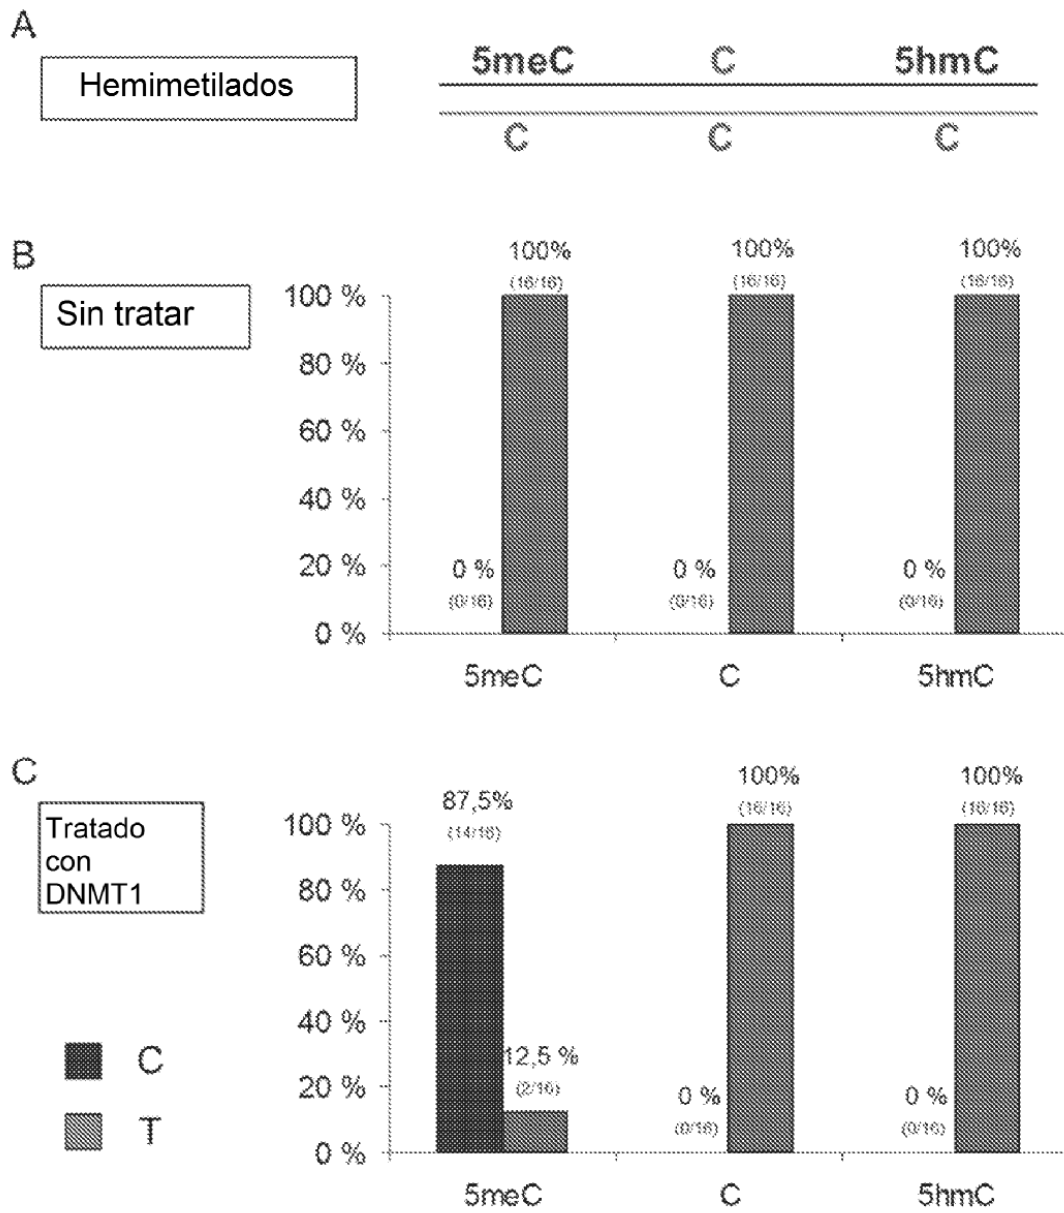 A
Hemimetilados
5meC C 5hmC
C C C
B
Sin tratar
100% 100% 100%
(16/16) (16/16) (16/16)
100 %
80 %
60 %
40 %
20 %
0 % 0 % 0 %
(0/16) (0/16) (0/16)
0 %
5meC C 5hmC
C
Tratado
con
DNMT1
87,5% 100% 100%
(14/16) (16/16) (16/16)
100 %
80 %
60 %
40 %
12,5 %
20 %
(2/16)
0 % 0 %
(0/16) (0/16)
0 %
5meC C 5hmC
C
T